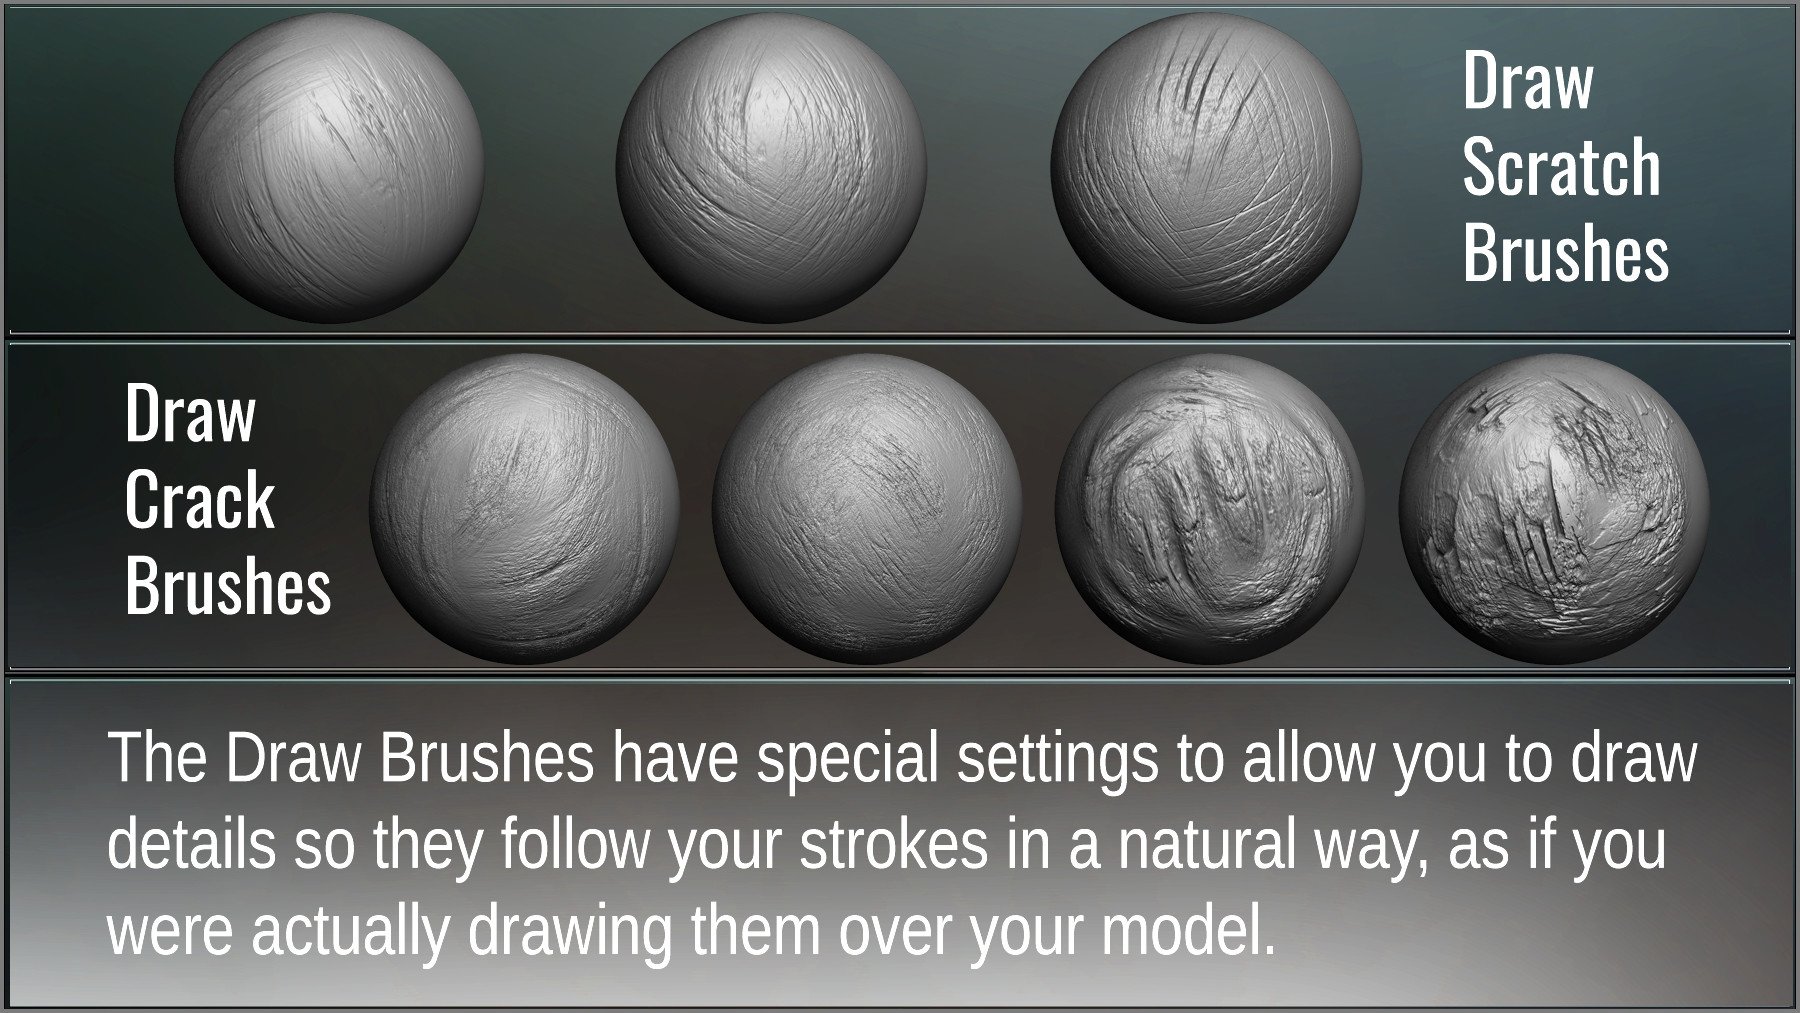 Draw
Scratch
Brushes
Draw
Crack
Brushes
The Draw Brushes have special settings to allow you to draw
details so they follow your strokes in a natural way, as if you
were actually drawing them over your model.